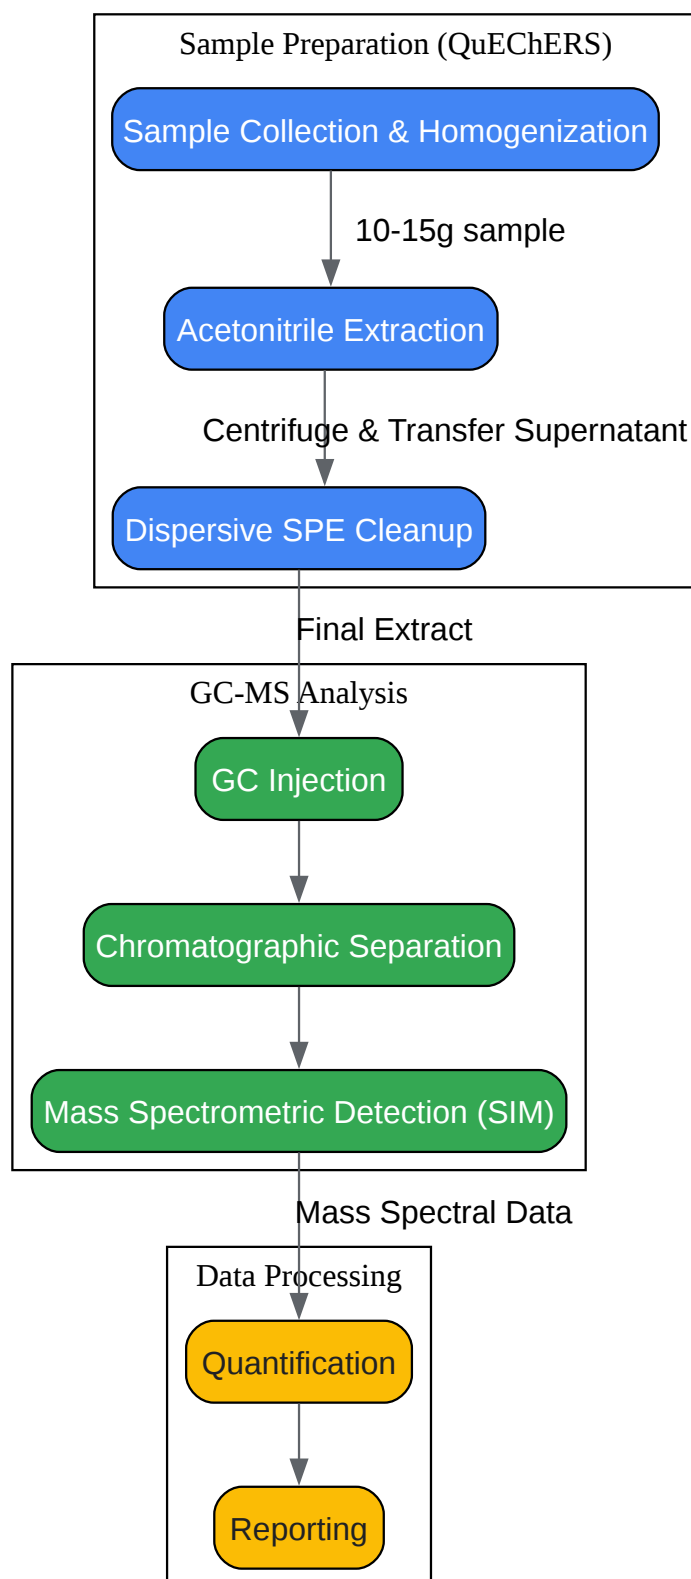 Sample Preparation (QuEChERS)
Sample Collection & Homogenization
10-15g sample
Acetonitrile Extraction
Centrifuge & Transfer Supernatant
Dispersive SPE Cleanup
Final Extract
GC-MS Analysis
GC Injection
Chromatographic Separation
Mass Spectrometric Detection (SIM)
Mass Spectral Data
Data Processing
Quantification
Reporting